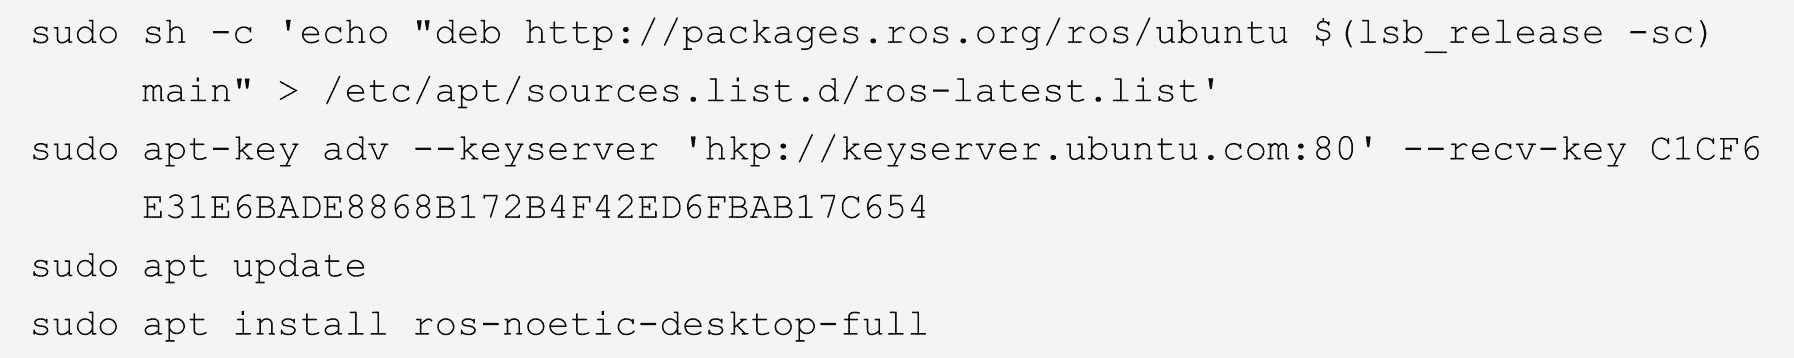 sudo sh -c 'echo "deb http://packages.ros.org/ros/ubuntu $(lsb_release -sc)
main" > /etc/apt/sources.list.d/ros-latest.list'
sudo apt-key adv --keyserver 'hkp://keyserver.ubuntu.com:80' --recv-key C1CF6
E31E6BADE8868B172B4F42ED6FBAB17C654
sudo apt update
sudo apt install ros-noetic-desktop-full